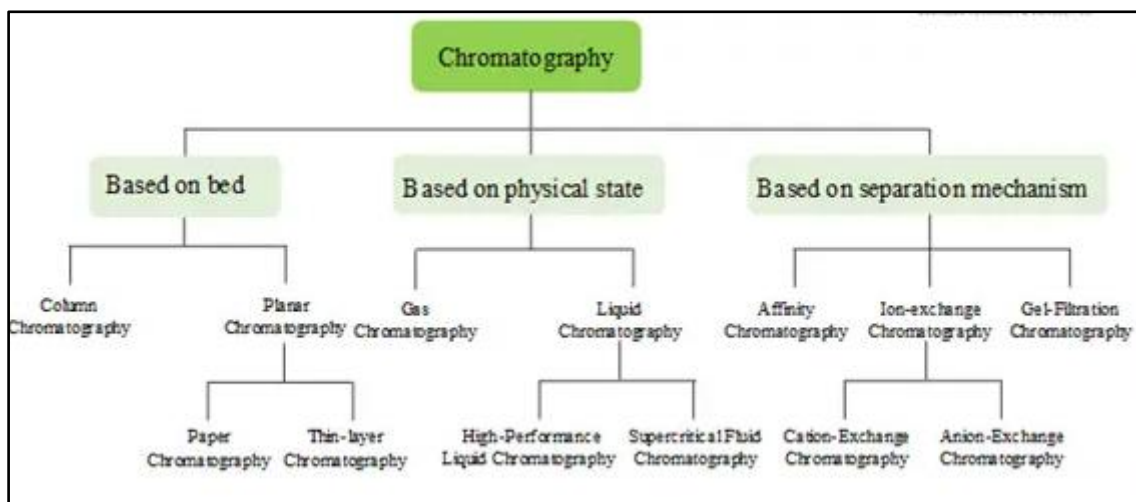 Chromatography
Based on bed
Based on physical state
Based on separation mechanism
Column
Chromatography
Planar
Chromatography
Gas
Chromatography
Liquid
Chromatography
Affinity
Chromatography
Ion-exchange
Chromatography
Gel-Filtration
Chromatography
Paper
Chromatography
Thin-layer
Chromatography
High-Performance
Liquid Chromatography
Supercritical Fluid
Chromatography
Cation-Exchange
Chromatography
Anion-Exchange
Chromatography